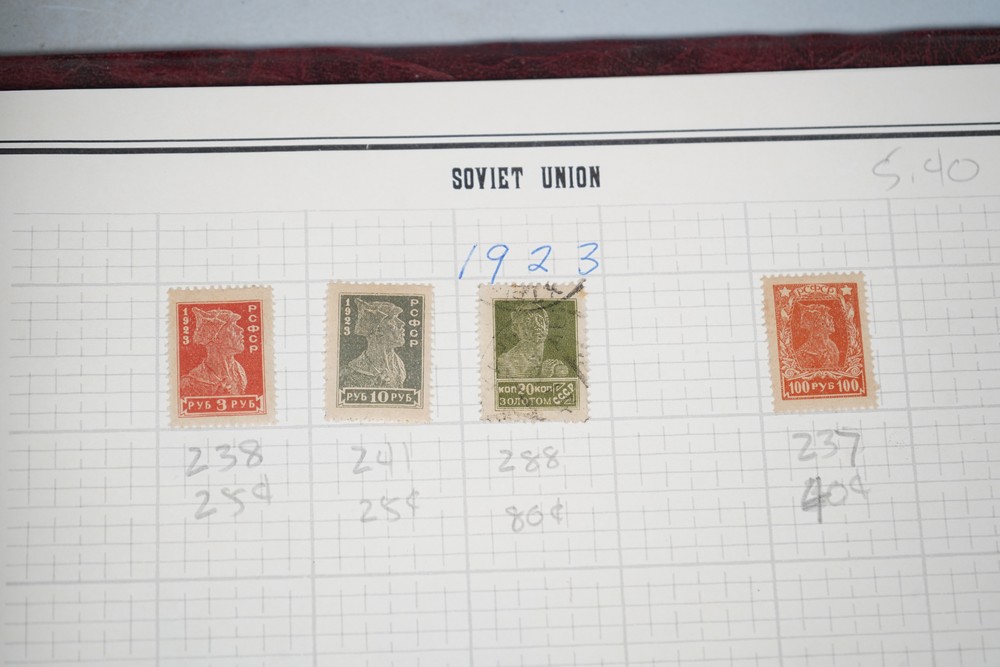 SOVIET UNION
5.40
1923
1923 РСФСР
РУБ 3 РУБ
1923 РСФСР
РУБ 10 РУБ
КОП 20 КОП
ЗОЛОТОМ СССР
РСФСР
100 РУБ 100
238
241
288
237
25¢
25¢
80¢
40¢